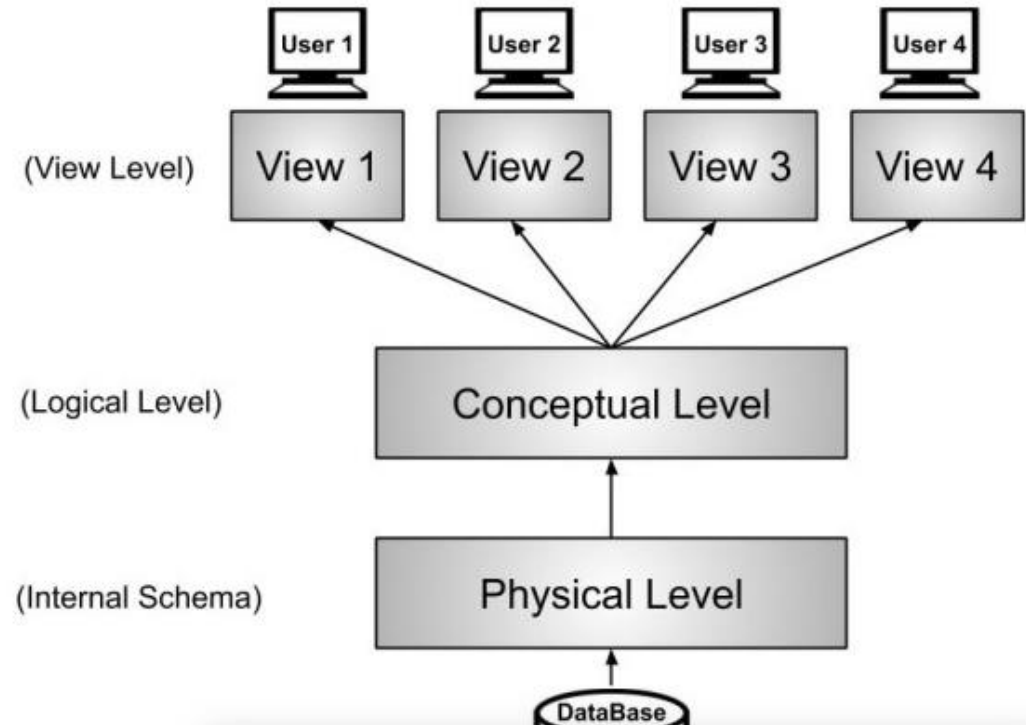 User 1
User 2
User 3
User 4
(View Level)
View 1
View 2
View 3
View 4
(Logical Level)
Conceptual Level
(Internal Schema)
Physical Level
DataBase